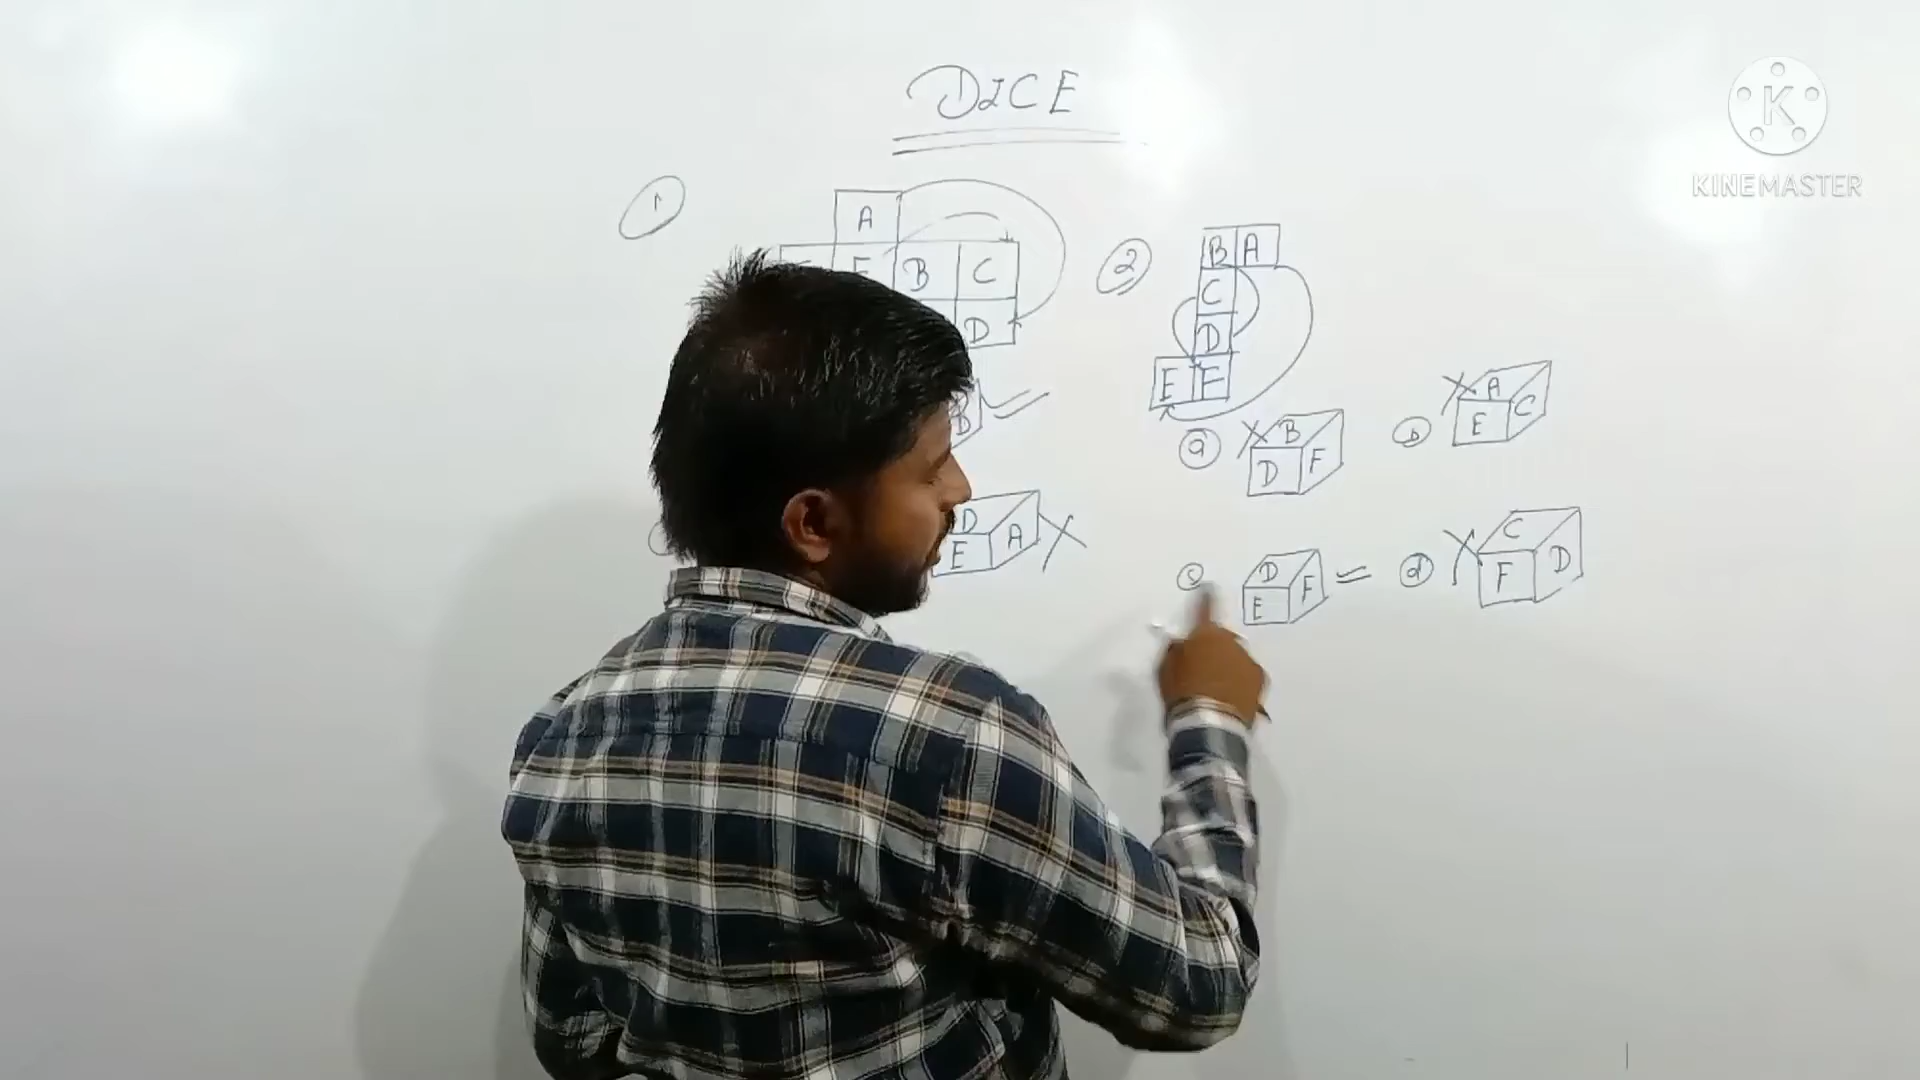 DICE
1
A
B C
D
B
D
E A
2
B A
C
D
E F
a B
D F
b A
E C
c D
E F
d C
F D
K
KINEMASTER